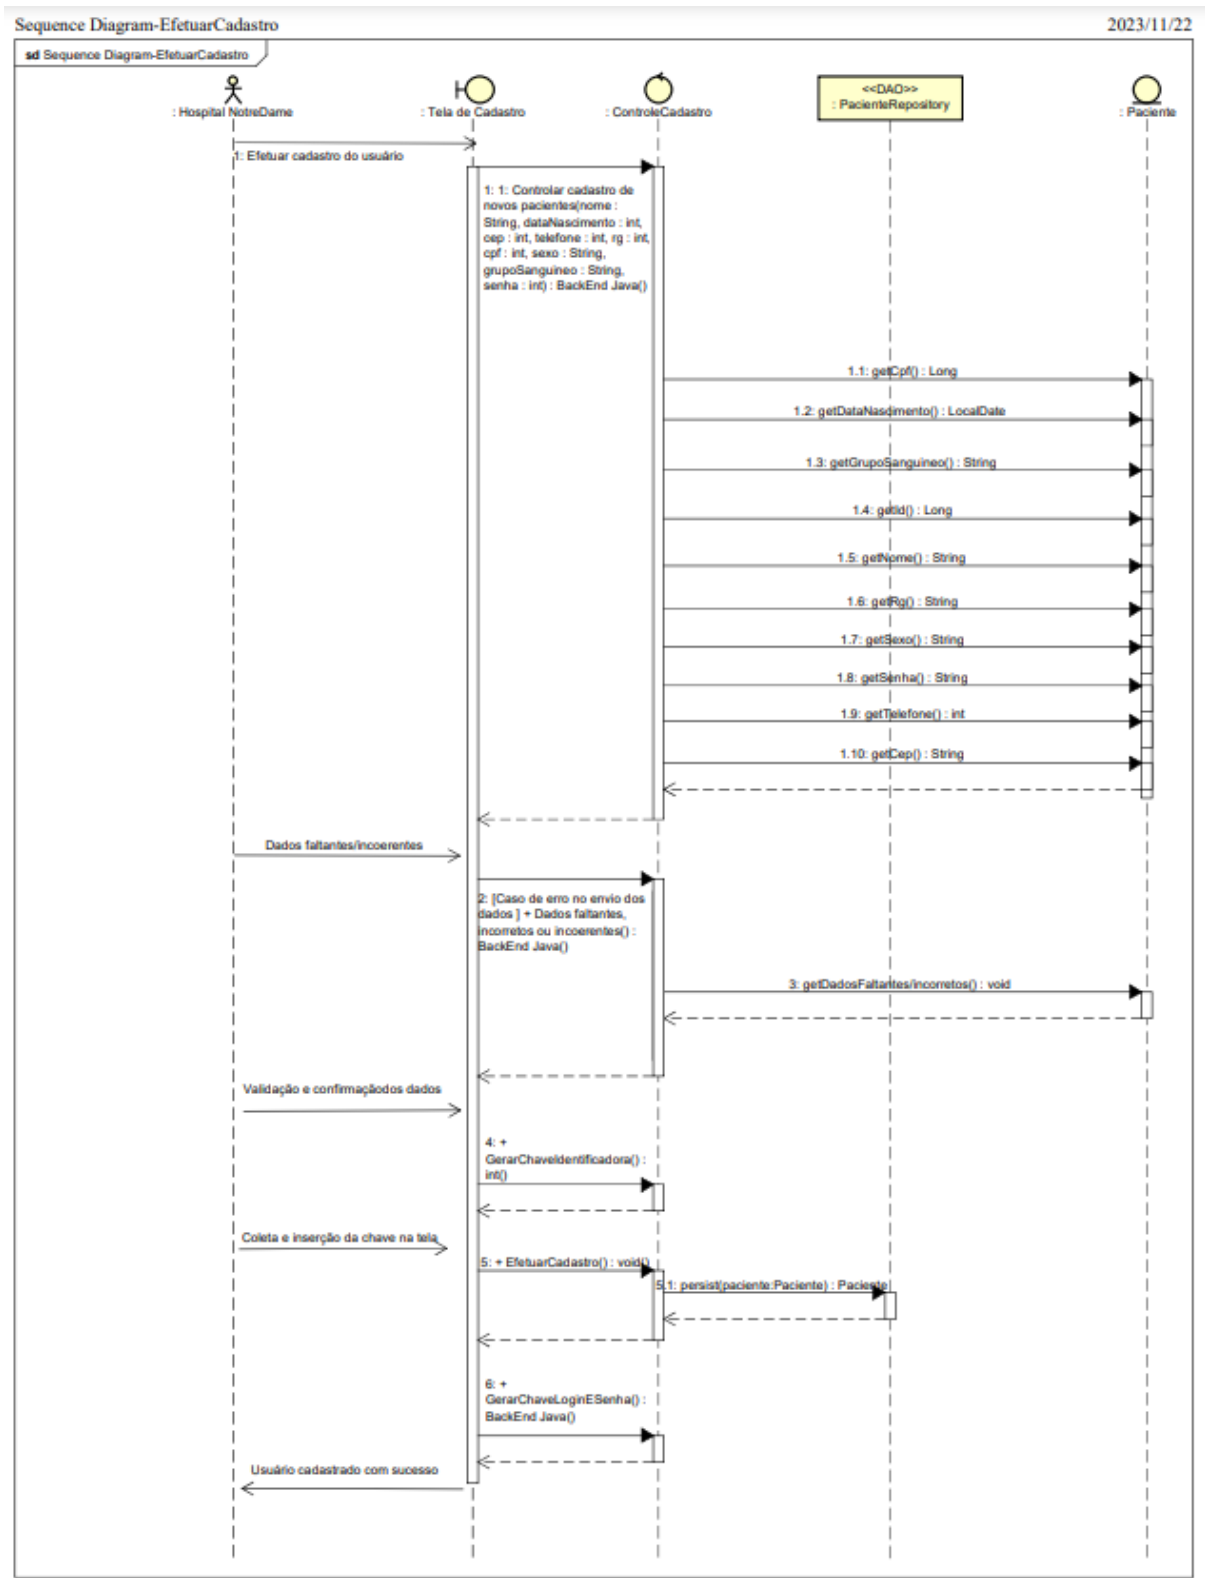 Sequence Diagram-EfetuarCadastro
2023/11/22
sd Sequence Diagram-EfetuarCadastro
: Hospital NotreDame
: Tela de Cadastro
: ControleCadastro
<<DAO>>
: PacienteRepository
: Paciente
1: Efetuar cadastro do usuário
1: 1: Controlar cadastro de
novos pacientes(nome :
String, dataNascimento : int,
cep : int, telefone : int, rg : int,
cpf : int, sexo : String,
grupoSanguineo : String,
senha : int) : BackEnd Java()
1.1: getCpf() : Long
1.2: getDataNascimento() : LocalDate
1.3: getGrupoSanguineo() : String
1.4: getId() : Long
1.5: getNome() : String
1.6: getRg() : String
1.7: getSexo() : String
1.8: getSenha() : String
1.9: getTelefone() : int
1.10: getCep() : String
Dados faltantes/incoerentes
2: [Caso de erro no envio dos
dados ] + Dados faltantes,
incorretos ou incoerentes() :
BackEnd Java()
3: getDadosFaltantes/incorretos() : void
Validação e confirmaçãodos dados
4: +
GerarChaveIdentificadora() :
int()
Coleta e inserção da chave na tela
5: + EfetuarCadastro() : void()
5.1: persist(paciente:Paciente) : Paciente
6: +
GerarChaveLoginESenha() :
BackEnd Java()
Usuário cadastrado com sucesso